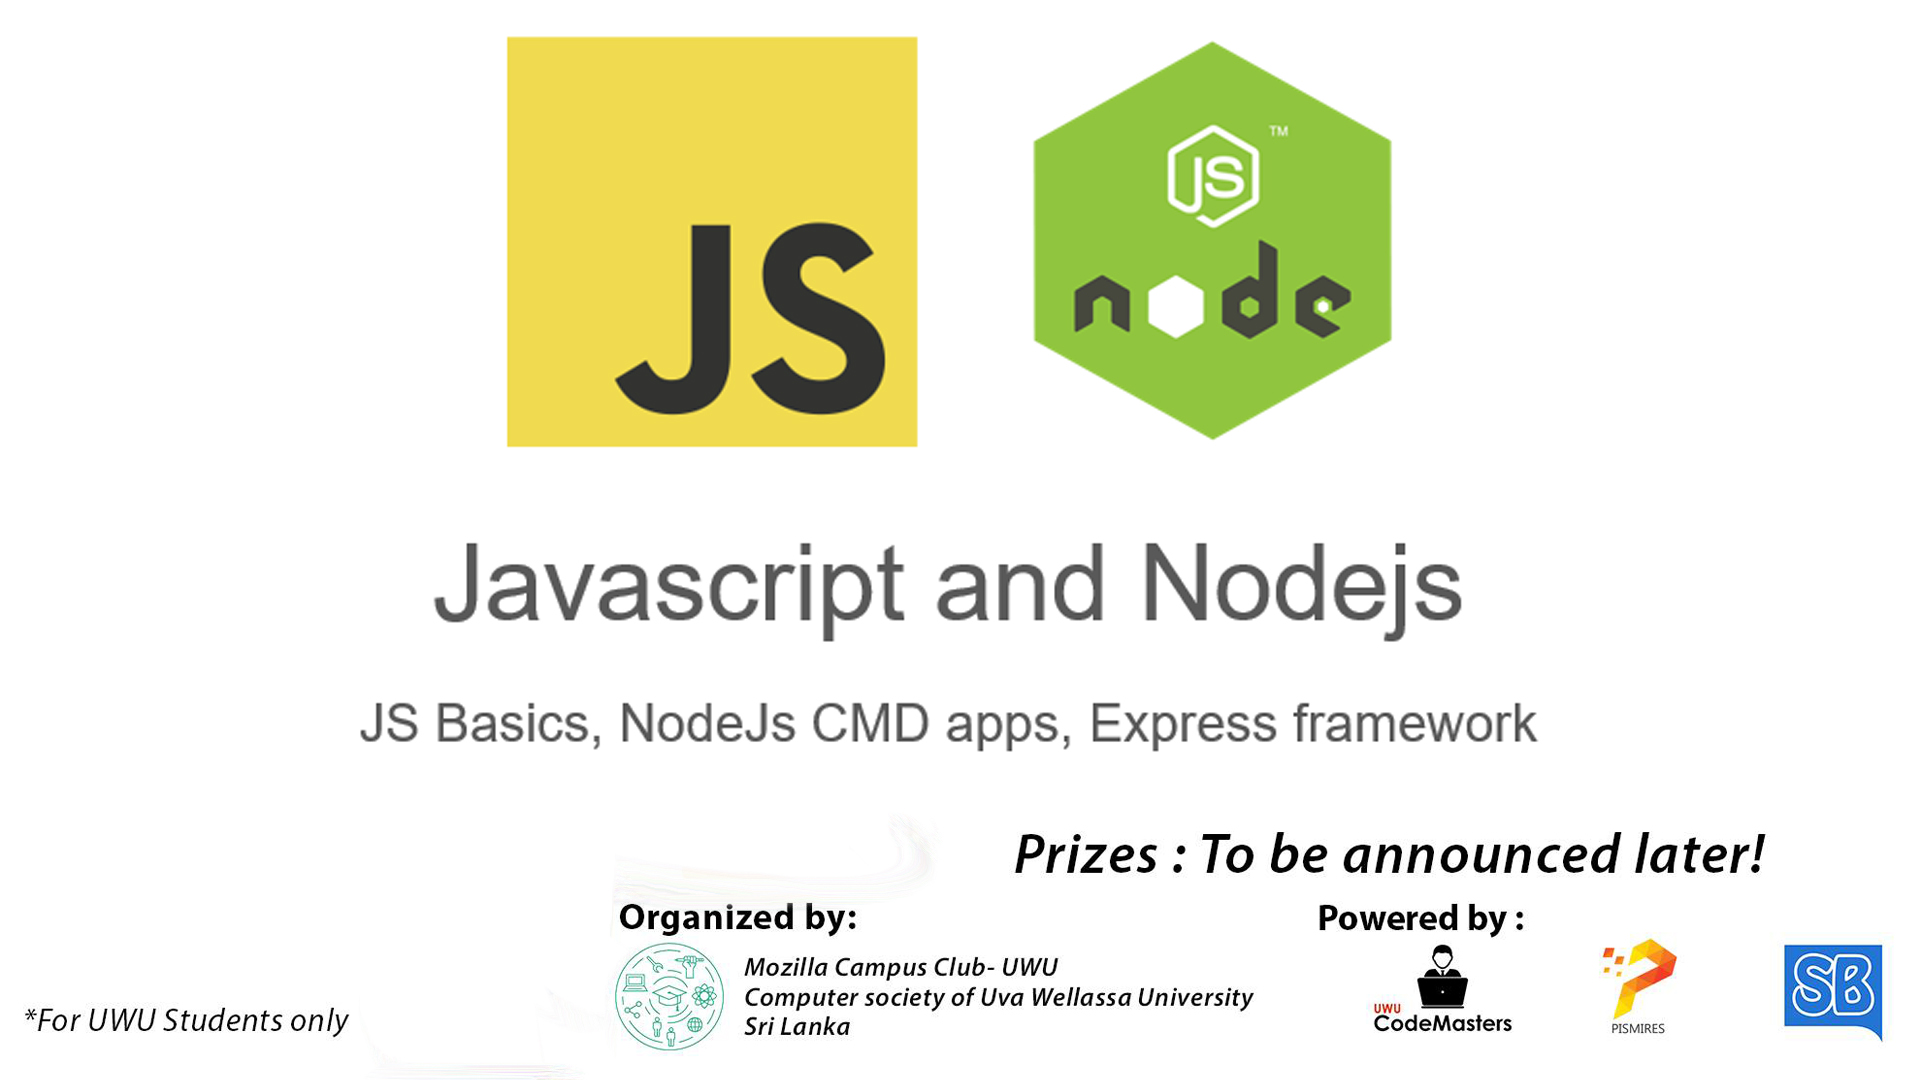 JS
JS
TM
node
Javascript and Nodejs
JS Basics, NodeJs CMD apps, Express framework
Prizes : To be announced later!
Organized by:
Mozilla Campus Club- UWU
Computer society of Uva Wellassa University
Sri Lanka
Powered by :
UWU
CodeMasters
PISMIRES
SB
*For UWU Students only